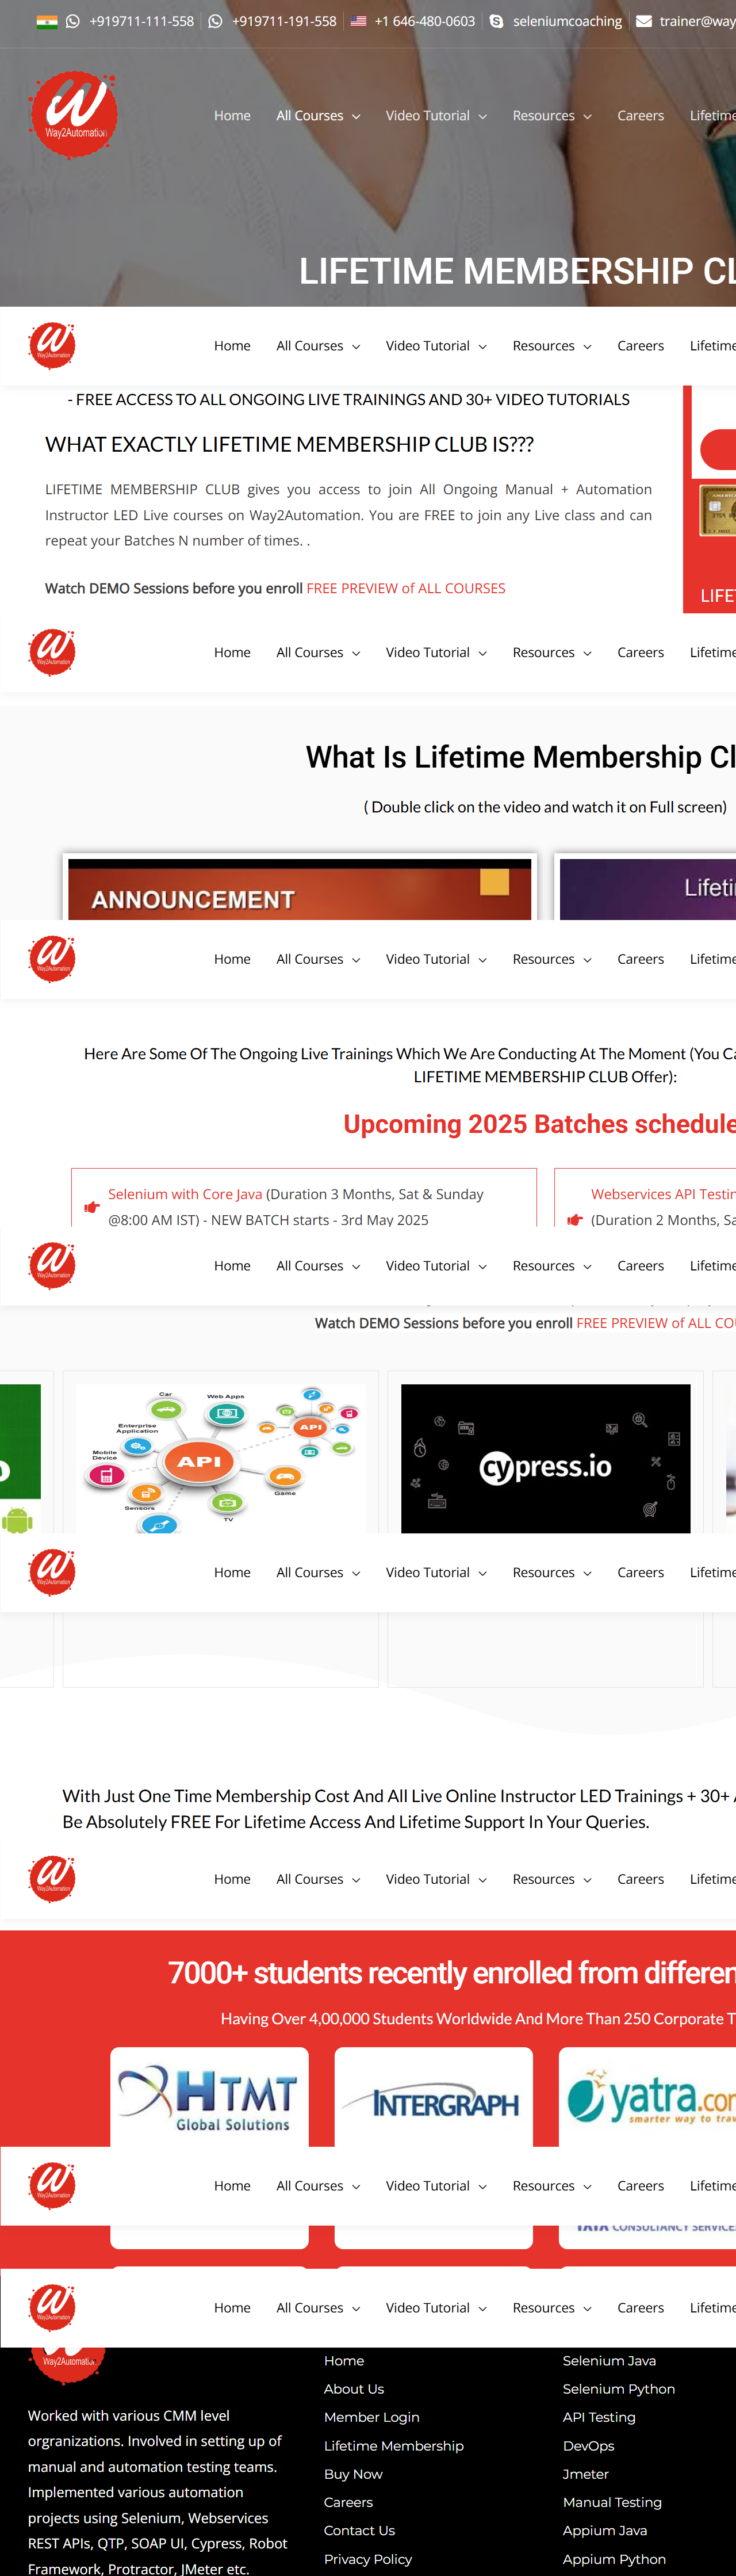 +919711-111-558 +919711-191-558 +1 646-480-0603 seleniumcoaching trainer@way
Way2Automation
Home All Courses Video Tutorial Resources Careers Lifetime
LIFETIME MEMBERSHIP CL
Way2Automation
Home All Courses Video Tutorial Resources Careers Lifetime
- FREE ACCESS TO ALL ONGOING LIVE TRAININGS AND 30+ VIDEO TUTORIALS
WHAT EXACTLY LIFETIME MEMBERSHIP CLUB IS???
LIFETIME MEMBERSHIP CLUB gives you access to join All Ongoing Manual + Automation
Instructor LED Live courses on Way2Automation. You are FREE to join any Live class and can
repeat your Batches N number of times. .
Watch DEMO Sessions before you enroll FREE PREVIEW of ALL COURSES
LIFET
Way2Automation
Home All Courses Video Tutorial Resources Careers Lifetime
What Is Lifetime Membership Cl
( Double click on the video and watch it on Full screen)
ANNOUNCEMENT
Lifeti
Way2Automation
Home All Courses Video Tutorial Resources Careers Lifetime
Here Are Some Of The Ongoing Live Trainings Which We Are Conducting At The Moment (You Ca
LIFETIME MEMBERSHIP CLUB Offer):
Upcoming 2025 Batches schedule
Selenium with Core Java (Duration 3 Months, Sat & Sunday
@8:00 AM IST) - NEW BATCH starts - 3rd May 2025
Webservices API Testin
(Duration 2 Months, Sa
Way2Automation
Home All Courses Video Tutorial Resources Careers Lifetime
Watch DEMO Sessions before you enroll FREE PREVIEW of ALL COU
Car
Web Apps
Enterprise
Application
API
Mobile
Device
API
Game
Sensors
TV
cypress.io
Way2Automation
Home All Courses Video Tutorial Resources Careers Lifetime
With Just One Time Membership Cost And All Live Online Instructor LED Trainings + 30+
Be Absolutely FREE For Lifetime Access And Lifetime Support In Your Queries.
Way2Automation
Home All Courses Video Tutorial Resources Careers Lifetime
7000+ students recently enrolled from differen
Having Over 4,00,000 Students Worldwide And More Than 250 Corporate T
HTMT
Global Solutions
INTERGRAPH
yatra.com
smarter way to trav
Way2Automation
Home All Courses Video Tutorial Resources Careers Lifetime
TATA CONSULTANCY SERVICES
Way2Automation
Home All Courses Video Tutorial Resources Careers Lifetime
Way2Automation
Worked with various CMM level
orgranizations. Involved in setting up of
manual and automation testing teams.
Implemented various automation
projects using Selenium, Webservices
REST APIs, QTP, SOAP UI, Cypress, Robot
Framework, Protractor, JMeter etc.
Home
About Us
Member Login
Lifetime Membership
Buy Now
Careers
Contact Us
Privacy Policy
Selenium Java
Selenium Python
API Testing
DevOps
Jmeter
Manual Testing
Appium Java
Appium Python